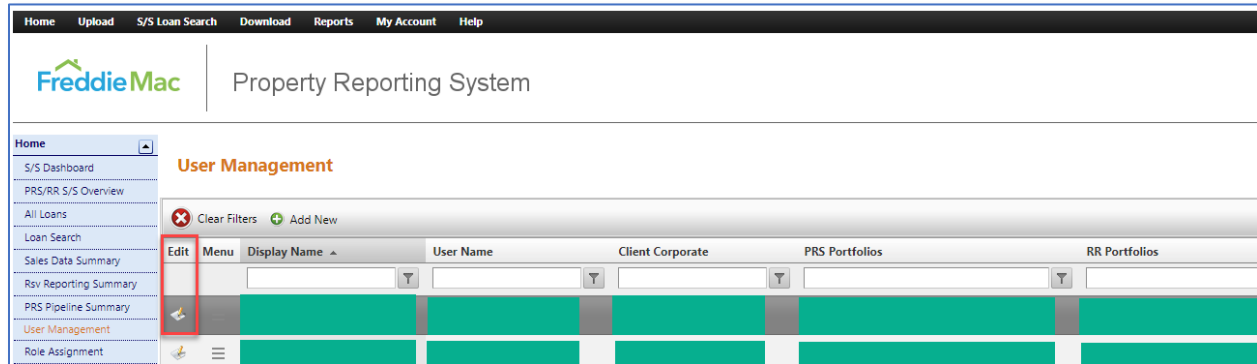 Home Upload S/S Loan Search Download Reports My Account Help
FreddieMac Property Reporting System
Home
S/S Dashboard
PRS/RR S/S Overview
All Loans
Loan Search
Sales Data Summary
Rsv Reporting Summary
PRS Pipeline Summary
User Management
Role Assignment
User Management
Clear Filters Add New
Edit Menu Display Name User Name Client Corporate PRS Portfolios RR Portfolios